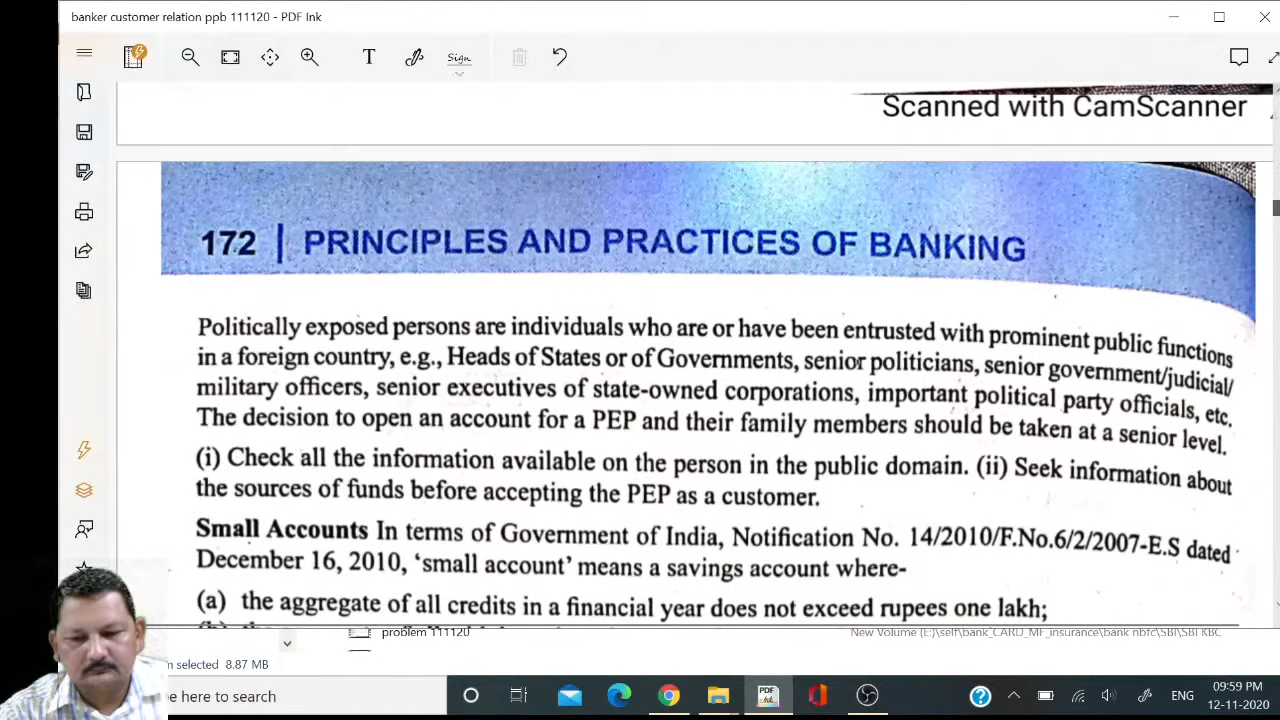 banker customer relation ppb 111120 - PDF Ink
T
Sign
Scanned with CamScanner
172 | PRINCIPLES AND PRACTICES OF BANKING
Politically exposed persons are individuals who are or have been entrusted with prominent public functions
in a foreign country, e.g., Heads of States or of Governments, senior politicians, senior government/judicial/
military officers, senior executives of state-owned corporations, important political party officials, etc.
The decision to open an account for a PEP and their family members should be taken at a senior level.
(i) Check all the information available on the person in the public domain. (ii) Seek information about
the sources of funds before accepting the PEP as a customer.
Small Accounts In terms of Government of India, Notification No. 14/2010/F.No.6/2/2007-E.S dated
December 16, 2010, ‘small account’ means a savings account where-
(a) the aggregate of all credits in a financial year does not exceed rupees one lakh;
problem 111120
New Volume (E:)\self\bank_CARD_MF_insurance\bank nbfc\SBI\SBI KBC
selected 8.87 MB
here to search
PDF Ink
ENG
09:59 PM
12-11-2020